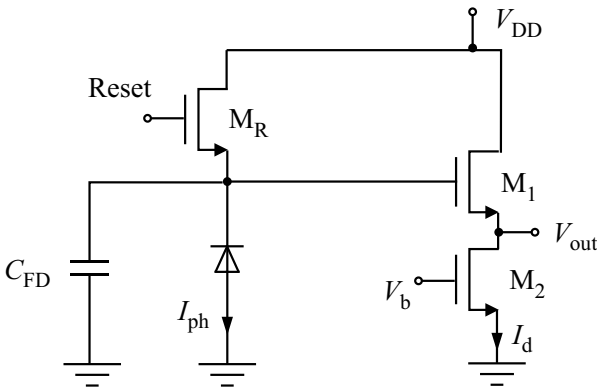 V_DD
Reset
M_R
M_1
V_out
C_FD
M_2
V_b
I_ph
I_d